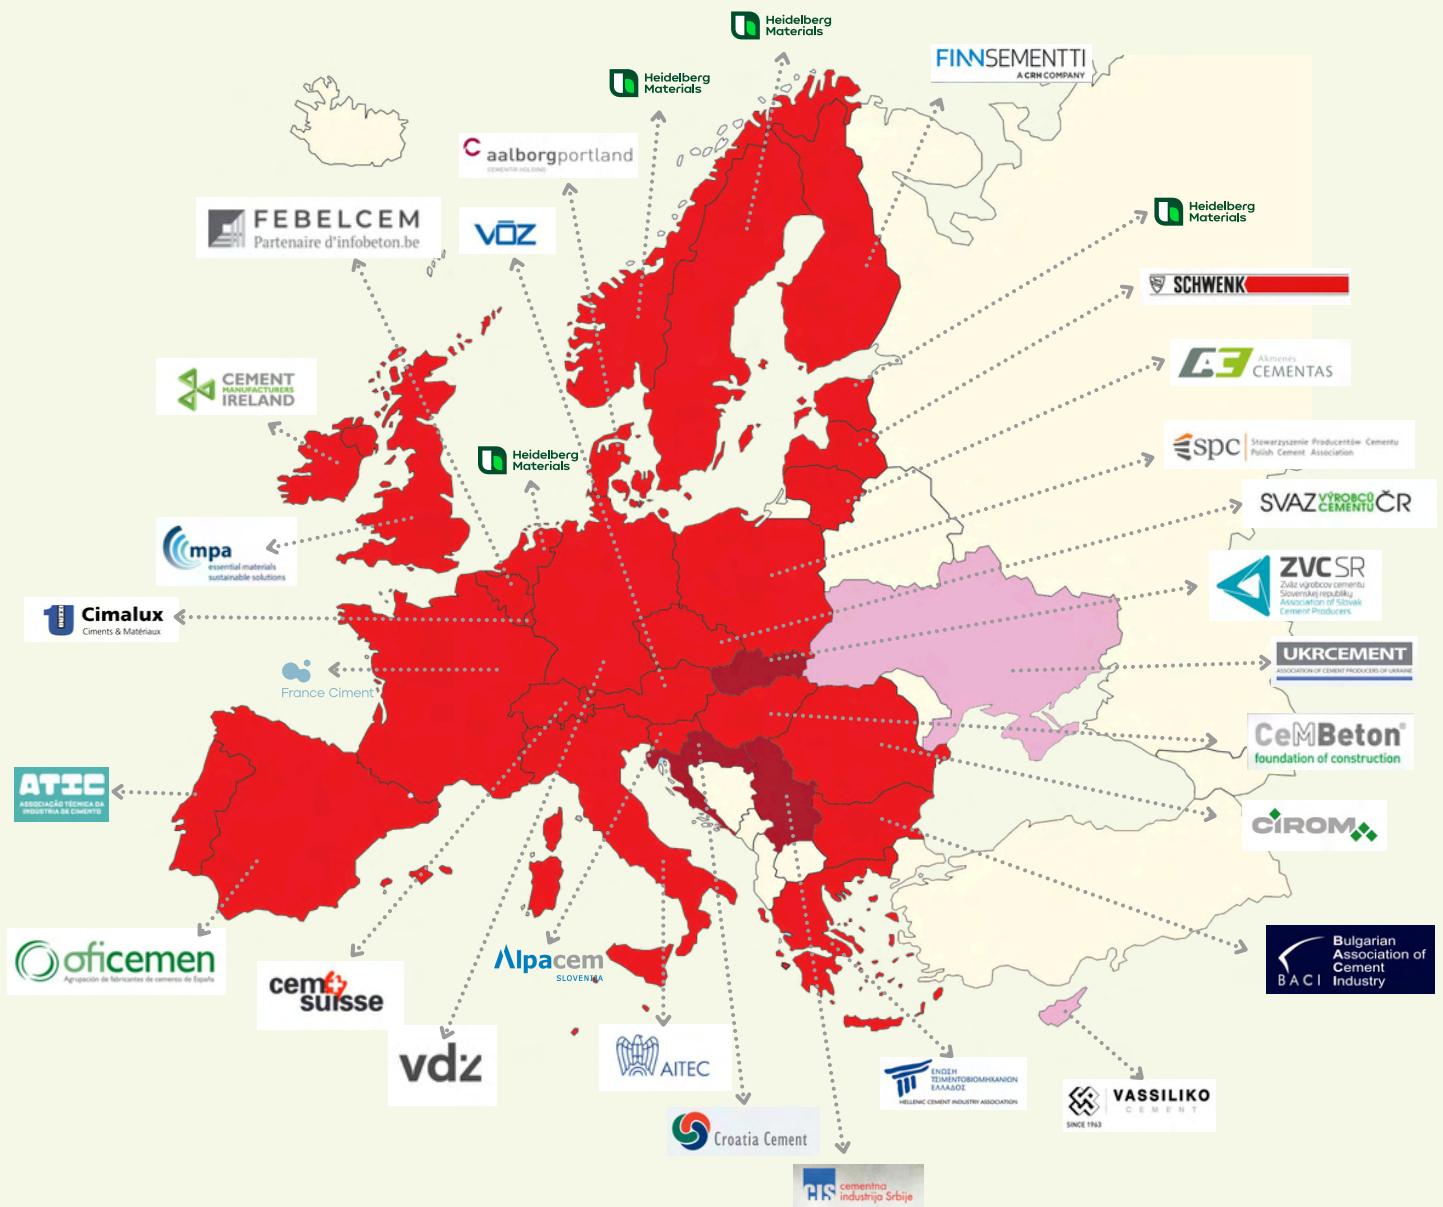 Heidelberg
Materials
FINNSEMENTTI
A CRH COMPANY
Heidelberg
Materials
aalborgportland
CEMENTIR HOLDING
FEBELCEM
Partenaire d'infobeton.be
VÖZ
Heidelberg
Materials
SCHWENK
Akmenės
CEMENTAS
CEMENT
MANUFACTURERS
IRELAND
spc
Stowarzyszenie Producentów Cementu
Polish Cement Association
Heidelberg
Materials
SVAZ VÝROBCŮ CEMENTU ČR
mpa
essential materials
sustainable solutions
ZVC SR
Zväz výrobcov cementu
Slovenskej republiky
Association of Slovak
Cement Producers
Cimalux
Ciments & Matériaux
UKRCEMENT
ASSOCIATION OF CEMENT PRODUCERS OF UKRAINE
France Ciment
CeMBeton®
foundation of construction
ATIC
ASSOCIAÇÃO TÉCNICA DA
INDÚSTRIA DE CIMENTO
CIROM
oficemen
Agrupación de fabricantes de cemento de España
Alpacem
SLOVENIJA
Bulgarian
Association of
Cement
Industry
BACI
cem
suisse
vdz
AITEC
ΕΝΩΣΗ
ΤΣΙΜΕΝΤΟΒΙΟΜΗΧΑΝΙΩΝ
ΕΛΛΑΔΟΣ
HELLENIC CEMENT INDUSTRY ASSOCIATION
VASSILIKO
CEMENT
SINCE 1963
Croatia Cement
CIS
cementna
industrija Srbije